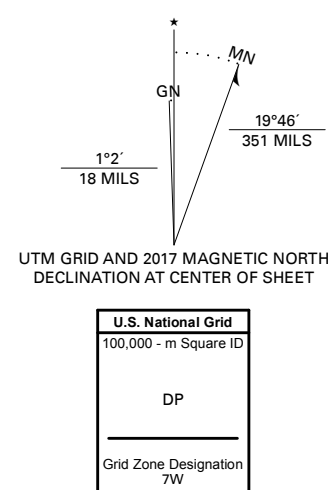 ★
MN
GN
19°46´
351 MILS
1°2´
18 MILS
UTM GRID AND 2017 MAGNETIC NORTH
DECLINATION AT CENTER OF SHEET
U.S. National Grid
100,000 - m Square ID
DP
Grid Zone Designation
7W